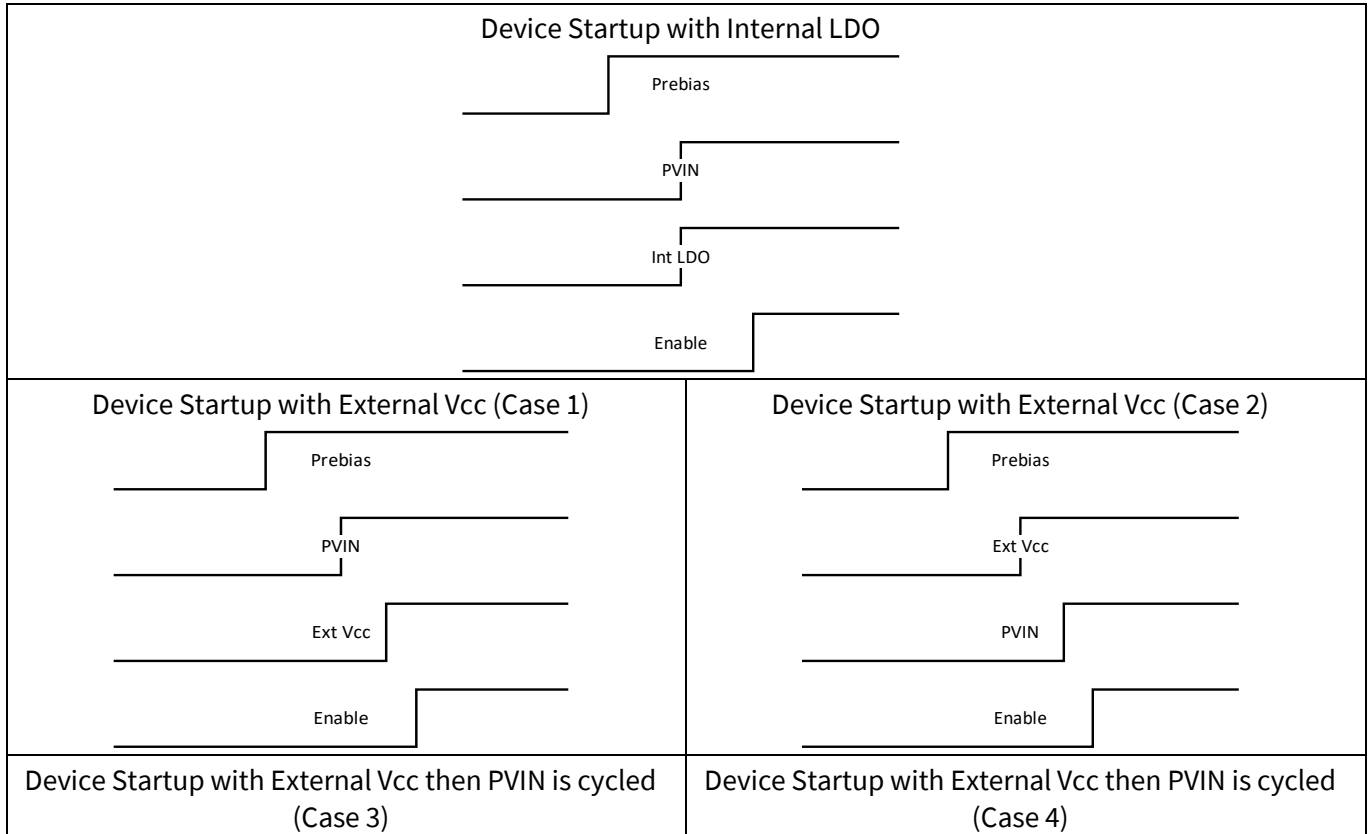 Device Startup with Internal LDO
Prebias
PVIN
Int LDO
Enable
Device Startup with External Vcc (Case 1)
Prebias
PVIN
Ext Vcc
Enable
Device Startup with External Vcc (Case 2)
Prebias
Ext Vcc
PVIN
Enable
Device Startup with External Vcc then PVIN is cycled
(Case 3)
Device Startup with External Vcc then PVIN is cycled
(Case 4)